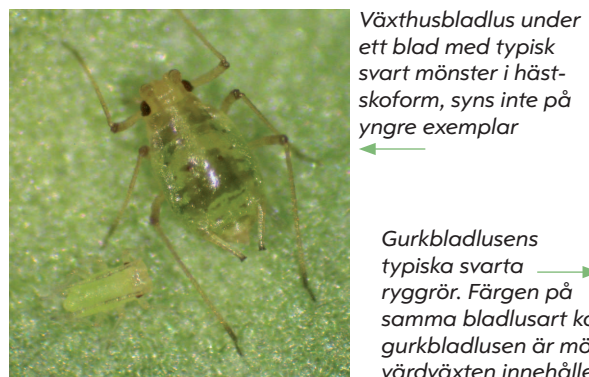 Växthusbladlus under
ett blad med typisk
svart mönster i häst-
skoform, syns inte på
yngre exemplar
Gurkbladlusens
typiska svarta
ryggrör. Färgen på
samma bladlusart
gurkbladlusen är
värdväxten